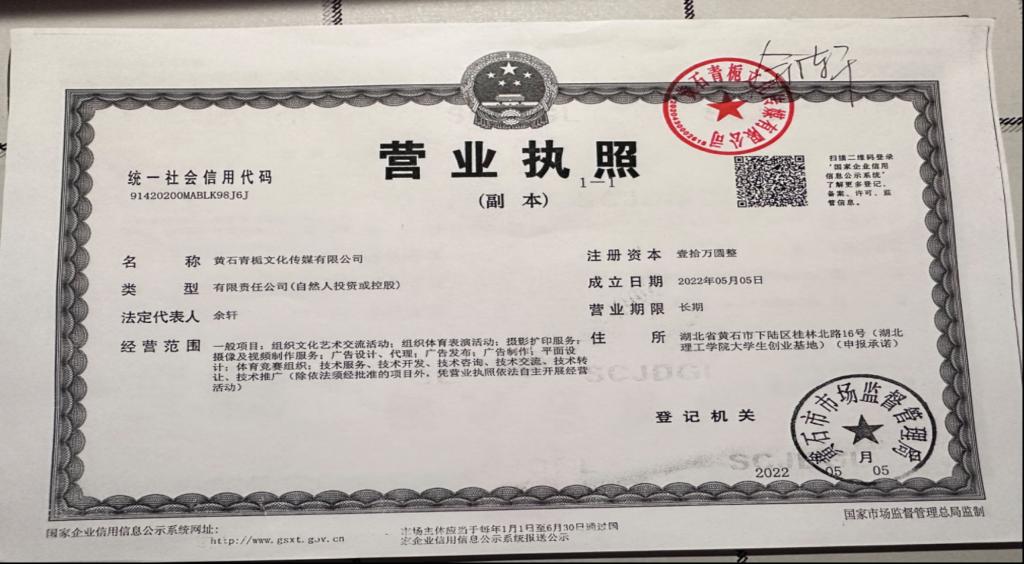 余轩
黄石青栀文化传媒有限公司
营业执照
1-1
(副 本)
统一社会信用代码
91420200MABLK98J6J
扫描二维码登录
'国家企业信用
信息公示系统'
了解更多登记、
备案、许可、监
管信息。
名 称 黄石青栀文化传媒有限公司
类 型 有限责任公司(自然人投资或控股)
法定代表人 余轩
经营范围 一般项目：组织文化艺术交流活动；组织体育表演活动；摄影扩印服务；
摄像及视频制作服务；广告设计、代理；广告发布；广告制作；平面设
计；体育竞赛组织；技术服务、技术开发、技术咨询、技术交流、技术转
让、技术推广（除依法须经批准的项目外，凭营业执照依法自主开展经营
活动）
注册资本 壹拾万圆整
成立日期 2022年05月05日
营业期限 长期
住 所 湖北省黄石市下陆区桂林北路16号（湖北
理工学院大学生创业基地）（申报承诺）
SCJDGL
登记机关
黄石市市场监督管理局
SCJDGL
2022 05 月 05
国家企业信用信息公示系统网址：
http://www.gsxt.gov.cn
市场主体应当于每年1月1日至6月30日通过国
家企业信用信息公示系统报送公示
国家市场监督管理总局监制